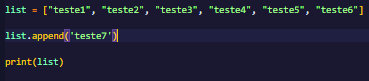 list = ["teste1", "teste2", "teste3", "teste4", "teste5", "teste6"]
list.append('teste7')
print(list)